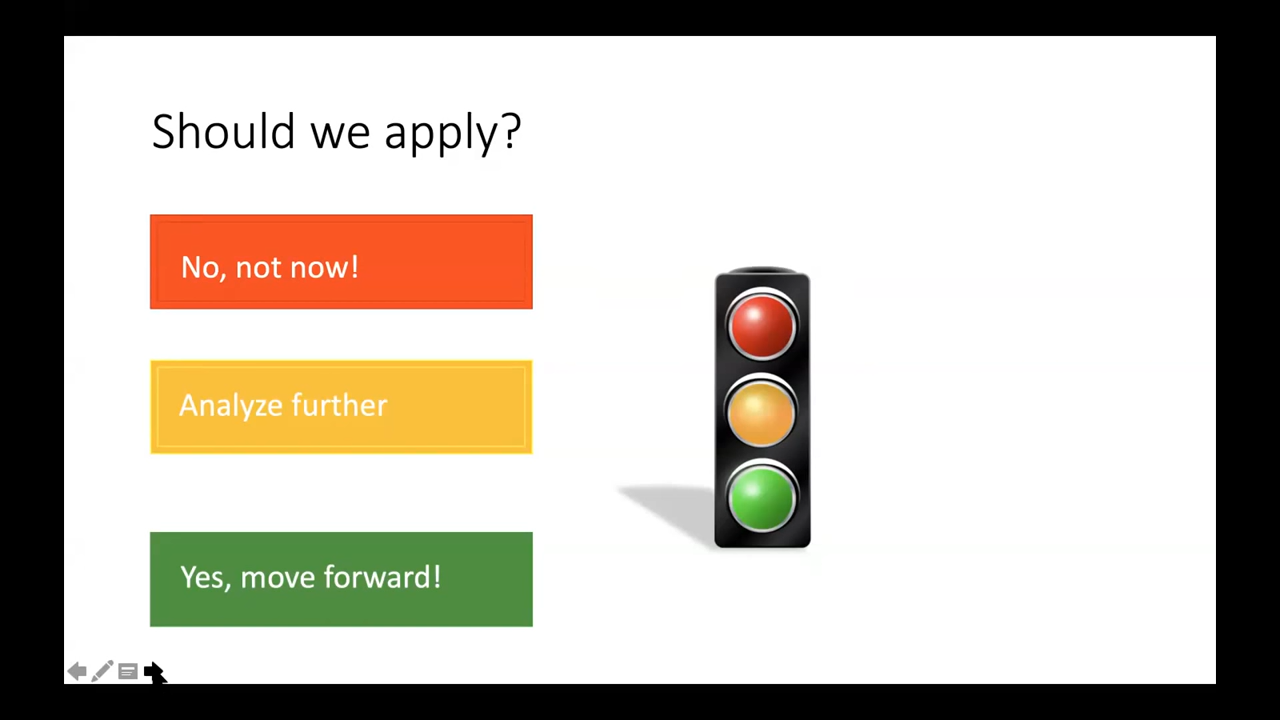 Should we apply?
No, not now!
Analyze further
Yes, move forward!